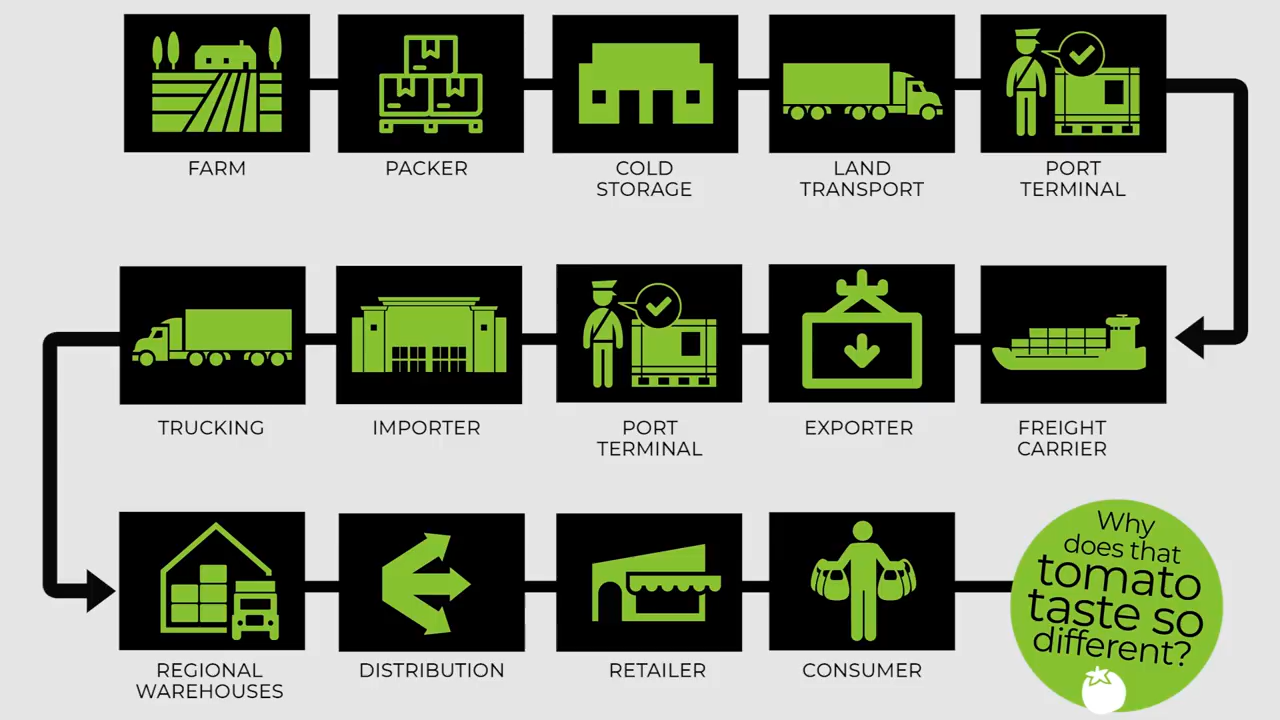 FARM
PACKER
COLD
STORAGE
LAND
TRANSPORT
PORT
TERMINAL
TRUCKING
IMPORTER
PORT
TERMINAL
EXPORTER
FREIGHT
CARRIER
REGIONAL
WAREHOUSES
DISTRIBUTION
RETAILER
CONSUMER
Why
does that
tomato
taste so
different?